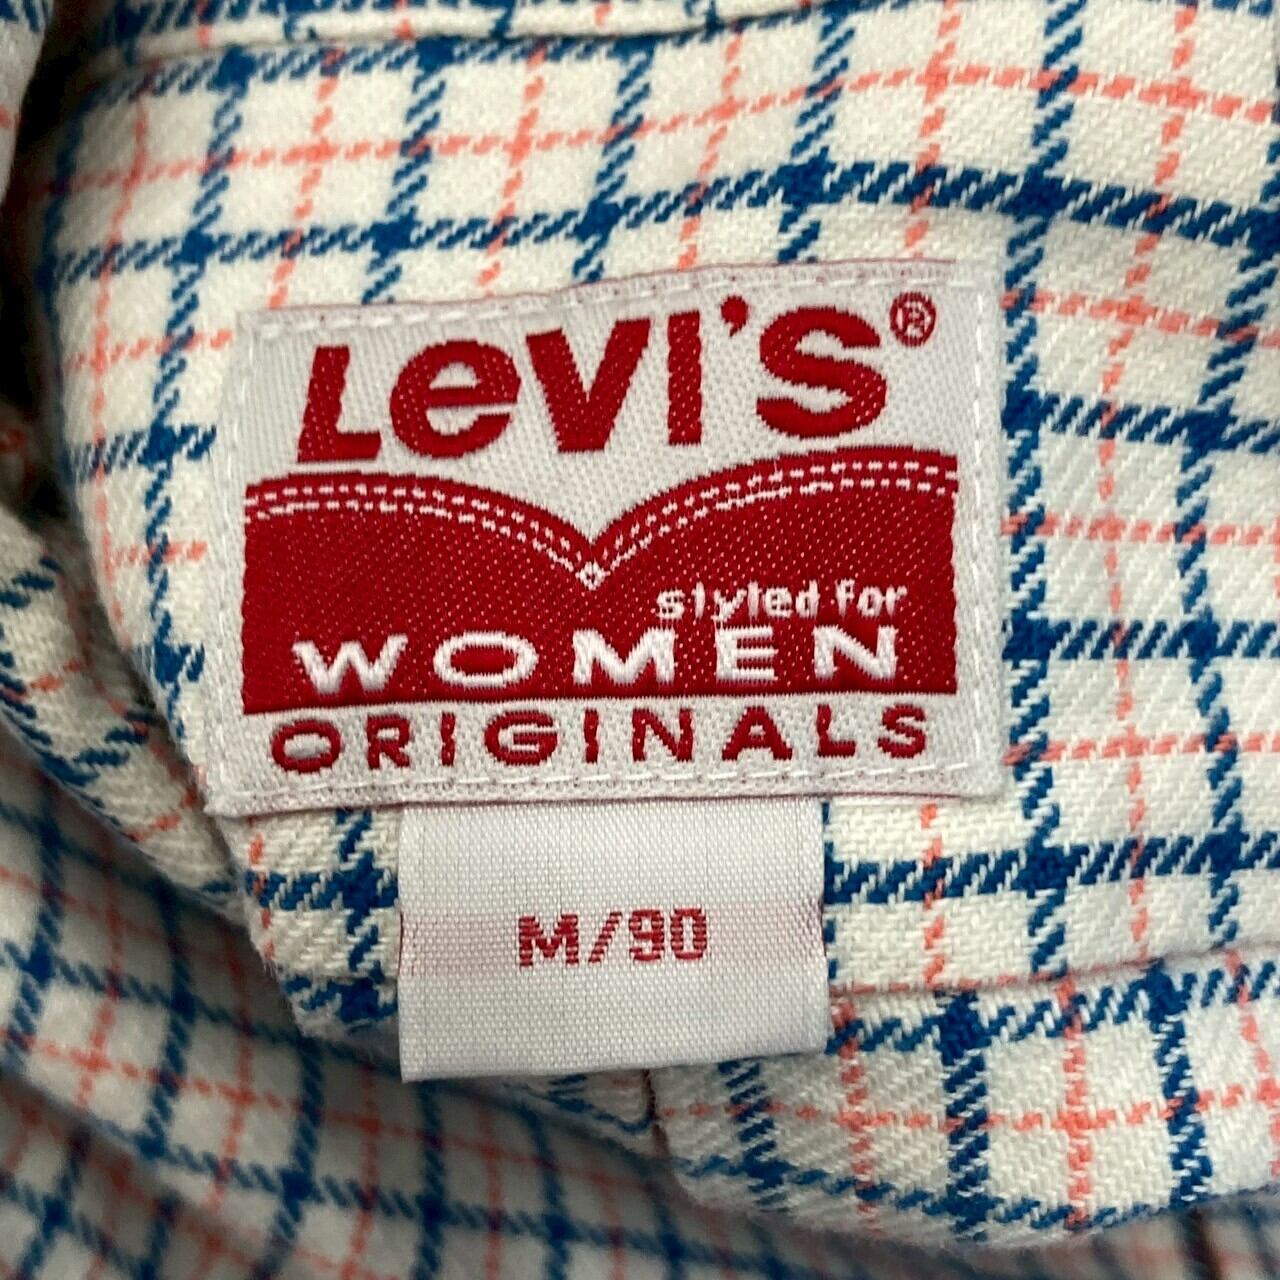 Levi's®
styled for
WOMEN
ORIGINALS
M/90